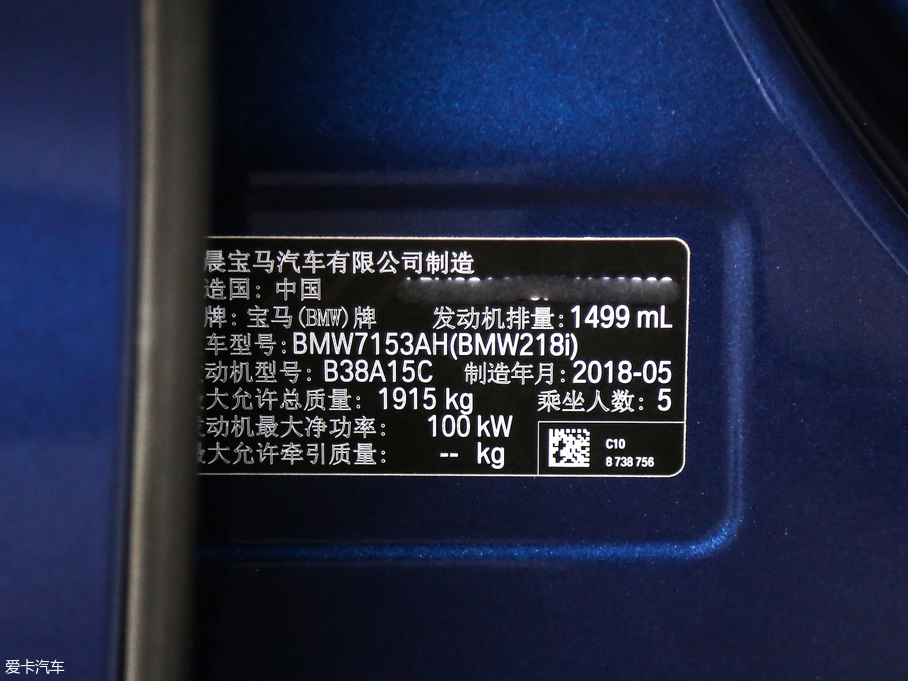 晨宝马汽车有限公司制造
造国：中国
牌：宝马(BMW)牌 发动机排量：1499 mL
车型号：BMW7153AH(BMW218i)
动机型号：B38A15C 制造年月：2018-05
大允许总质量：1915 kg 乘坐人数：5
发动机最大净功率：100 kW
最大允许牵引质量：-- kg
C10
8 738 756
爱卡汽车